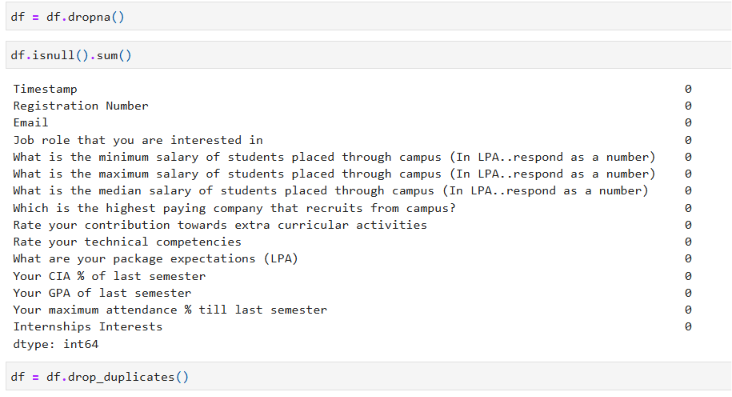 df = df.dropna()
df.isnull().sum()
Timestamp 0
Registration Number 0
Email 0
Job role that you are interested in 0
What is the minimum salary of students placed through campus (In LPA..respond as a number) 0
What is the maximum salary of students placed through campus (In LPA..respond as a number) 0
What is the median salary of students placed through campus (In LPA..respond as a number) 0
Which is the highest paying company that recruits from campus? 0
Rate your contribution towards extra curricular activities 0
Rate your technical competencies 0
What are your package expectations (LPA) 0
Your CIA % of last semester 0
Your GPA of last semester 0
Your maximum attendance % till last semester 0
Internships Interests 0
dtype: int64
df = df.drop_duplicates()